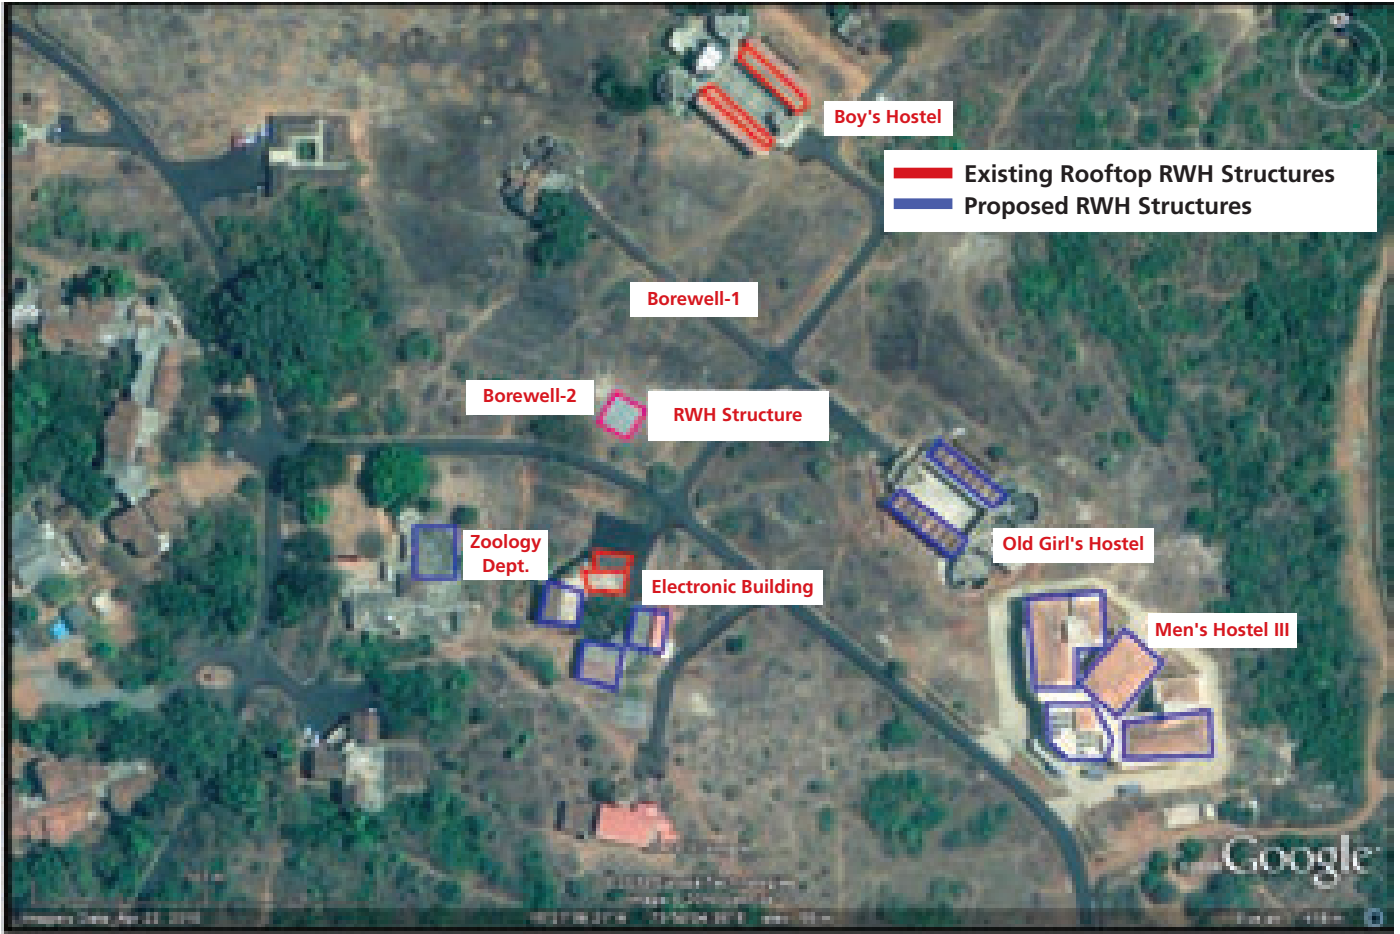 Boy's Hostel
Existing Rooftop RWH Structures
Proposed RWH Structures
Borewell-1
Borewell-2
RWH Structure
Zoology
Dept.
Electronic Building
Old Girl's Hostel
Men's Hostel III
Google